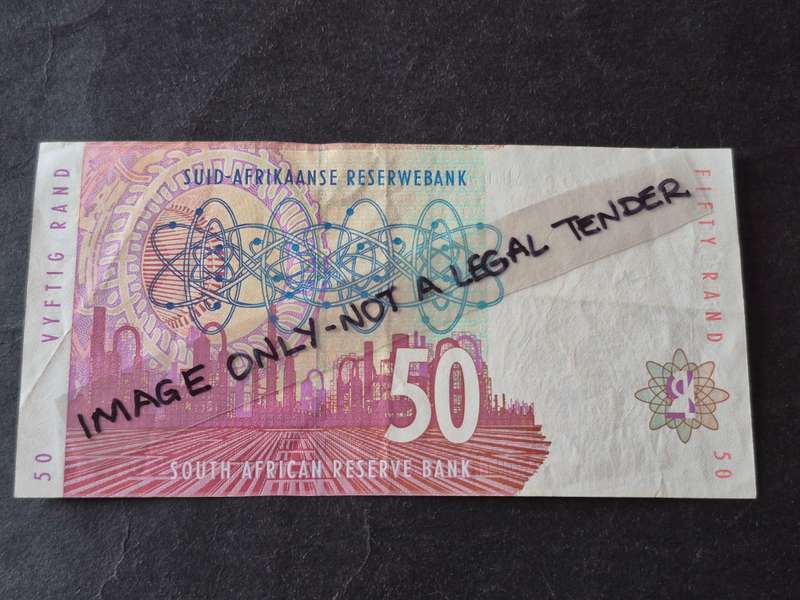 SUID-AFRIKAANSE RESERWEBANK
VYFTIG RAND
FIFTY RAND
IMAGE ONLY-NOT A LEGAL TENDER
50
SOUTH AFRICAN RESERVE BANK
50
50